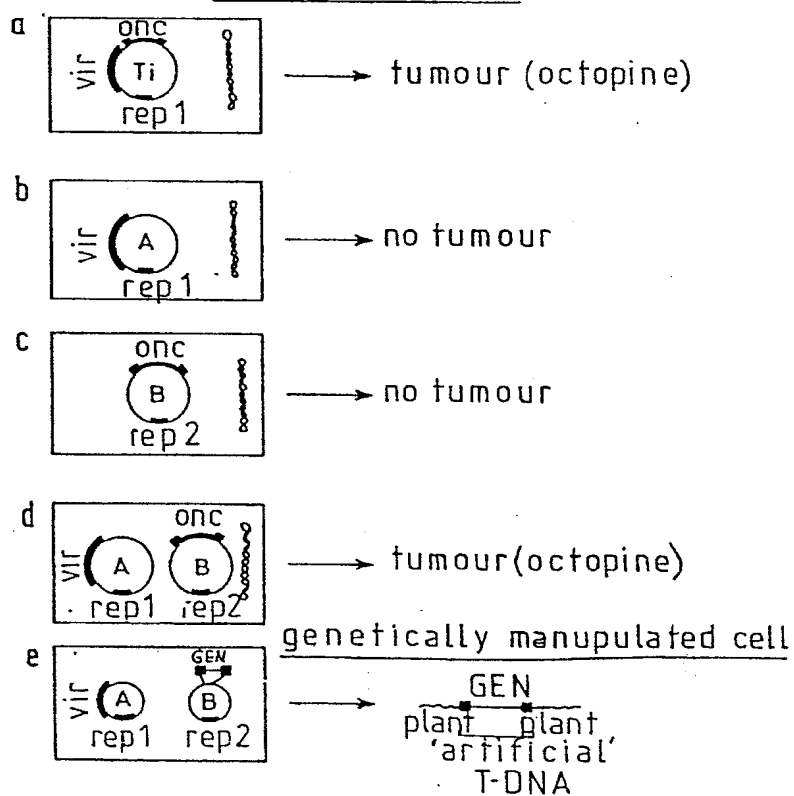 a
onc
vir
Ti
rep 1
tumour (octopine)
b
vir
A
rep 1
no tumour
c
onc
B
rep 2
no tumour
d
onc
vir
A
B
rep1
rep2
tumour(octopine)
genetically manupulated cell
e
GEN
vir
A
B
rep1
rep2
GEN
plant plant
'artificial'
T-DNA